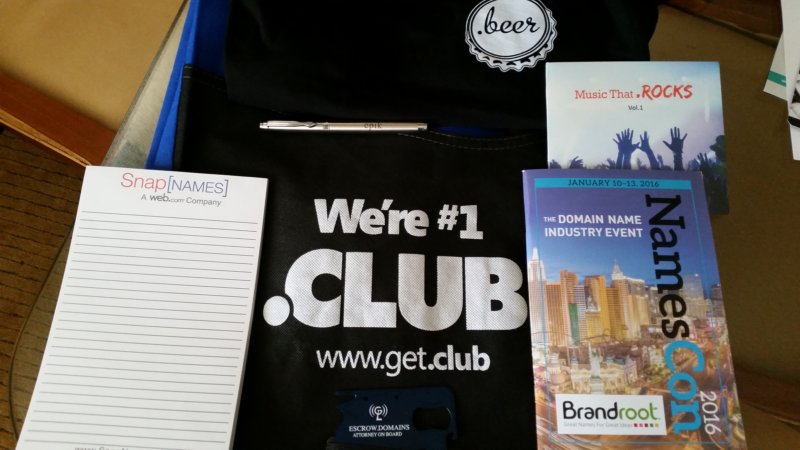 .beer
Music That .ROCKS
Vol.1
epik
Snap[NAMES]
A web.com Company
We're #1
.CLUB
www.get.club
ESCROW.DOMAINS
ATTORNEY ON BOARD
JANUARY 10-13, 2016
THE DOMAIN NAME
INDUSTRY EVENT
NamesCon
2016
Brandroot
Great Names For Great Ideas